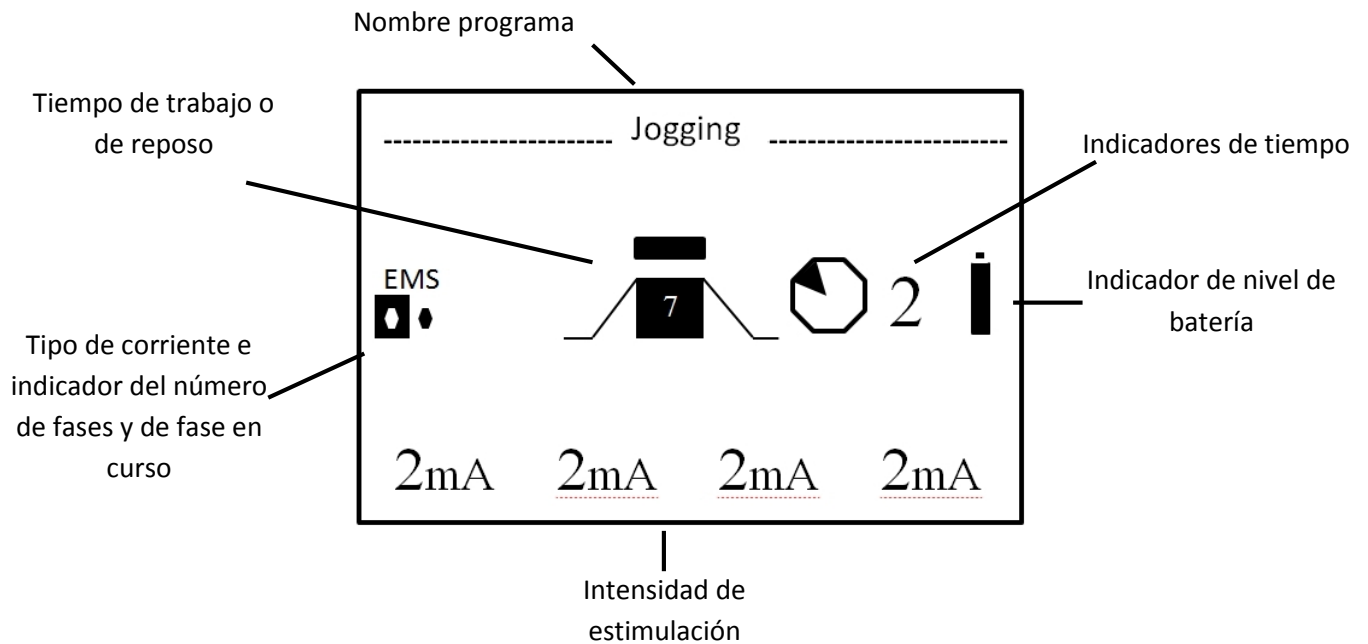 Nombre programa
Tiempo de trabajo o
de reposo
Jogging
Indicadores de tiempo
EMS
7
2
Indicador de nivel de
batería
Tipo de corriente e
indicador del número
de fases y de fase en
curso
2mA 2mA 2mA 2mA
Intensidad de
estimulación